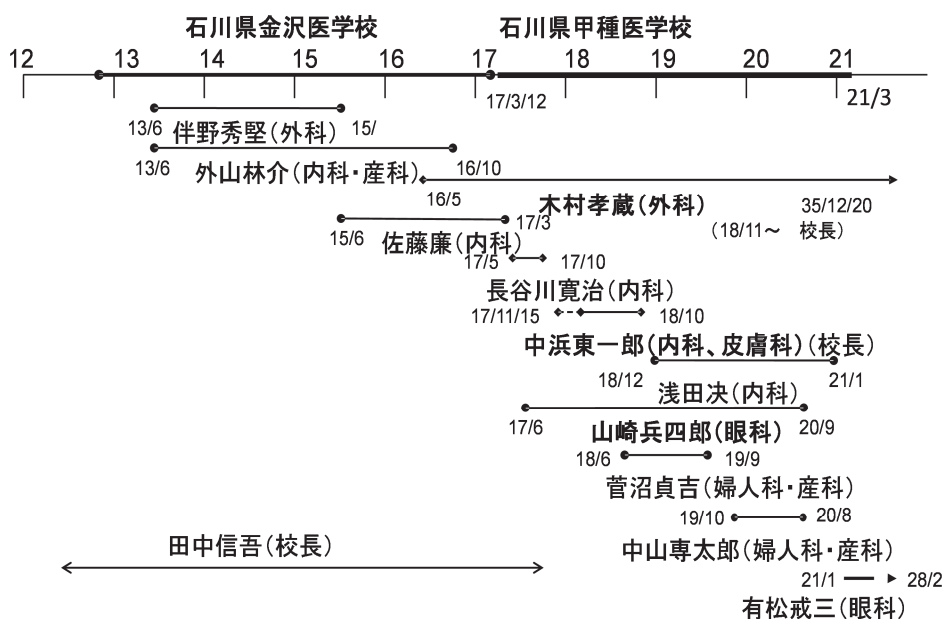 石川県金沢医学校 石川県甲種医学校
12 13 14 15 16 17 18 19 20 21
17/3/12 21/3
13/6 伴野秀堅(外科) 15/
13/6 外山林介(内科・産科) 16/10
16/5 木村孝蔵(外科) 35/12/20
(18/11～ 校長)
15/6 佐藤廉(内科) 17/3
17/5 17/10
長谷川寛治(内科)
17/11/15 18/10
中浜東一郎(内科、皮膚科)(校長)
18/12 21/1
浅田决(内科)
17/6 20/9
山崎兵四郎(眼科)
18/6 19/9
菅沼貞吉(婦人科・産科)
19/10 20/8
田中信吾(校長)
中山専太郎(婦人科・産科)
21/1 28/2
有松戒三(眼科)